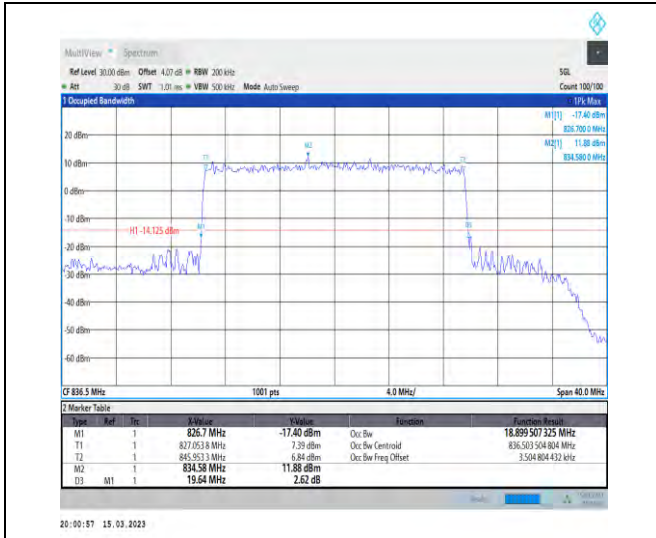 MultiView Spectrum
Ref Level 30.00 dBm Offset 4.07 dB RBW 200 kHz SGL
Att 30 dB SWT 1.01 ms VBW 500 kHz Mode Auto Sweep Count 100/100
1 Occupied Bandwidth 1Pk Max
M1[1] -17.40 dBm
826.700 0 MHz
M2[1] 11.88 dBm
834.580 0 MHz
20 dBm
M2
T1
T2
10 dBm
0 dBm
-10 dBm
H1 -14.125 dBm
M1
-20 dBm
-30 dBm
-40 dBm
-50 dBm
-60 dBm
CF 836.5 MHz 1001 pts 4.0 MHz/ Span 40.0 MHz
2 Marker Table
Type Ref Trc X-Value Y-Value Function Function Result
M1 1 826.7 MHz -17.40 dBm Occ Bw 18.899 507 325 MHz
T1 1 827.053 8 MHz 7.39 dBm Occ Bw Centroid 836.503 504 804 MHz
T2 1 845.953 3 MHz 6.84 dBm Occ Bw Freq Offset 3.504 804 432 kHz
M2 1 834.58 MHz 11.88 dBm
D3 M1 1 19.64 MHz 2.62 dB
20:00:57 15.03.2023